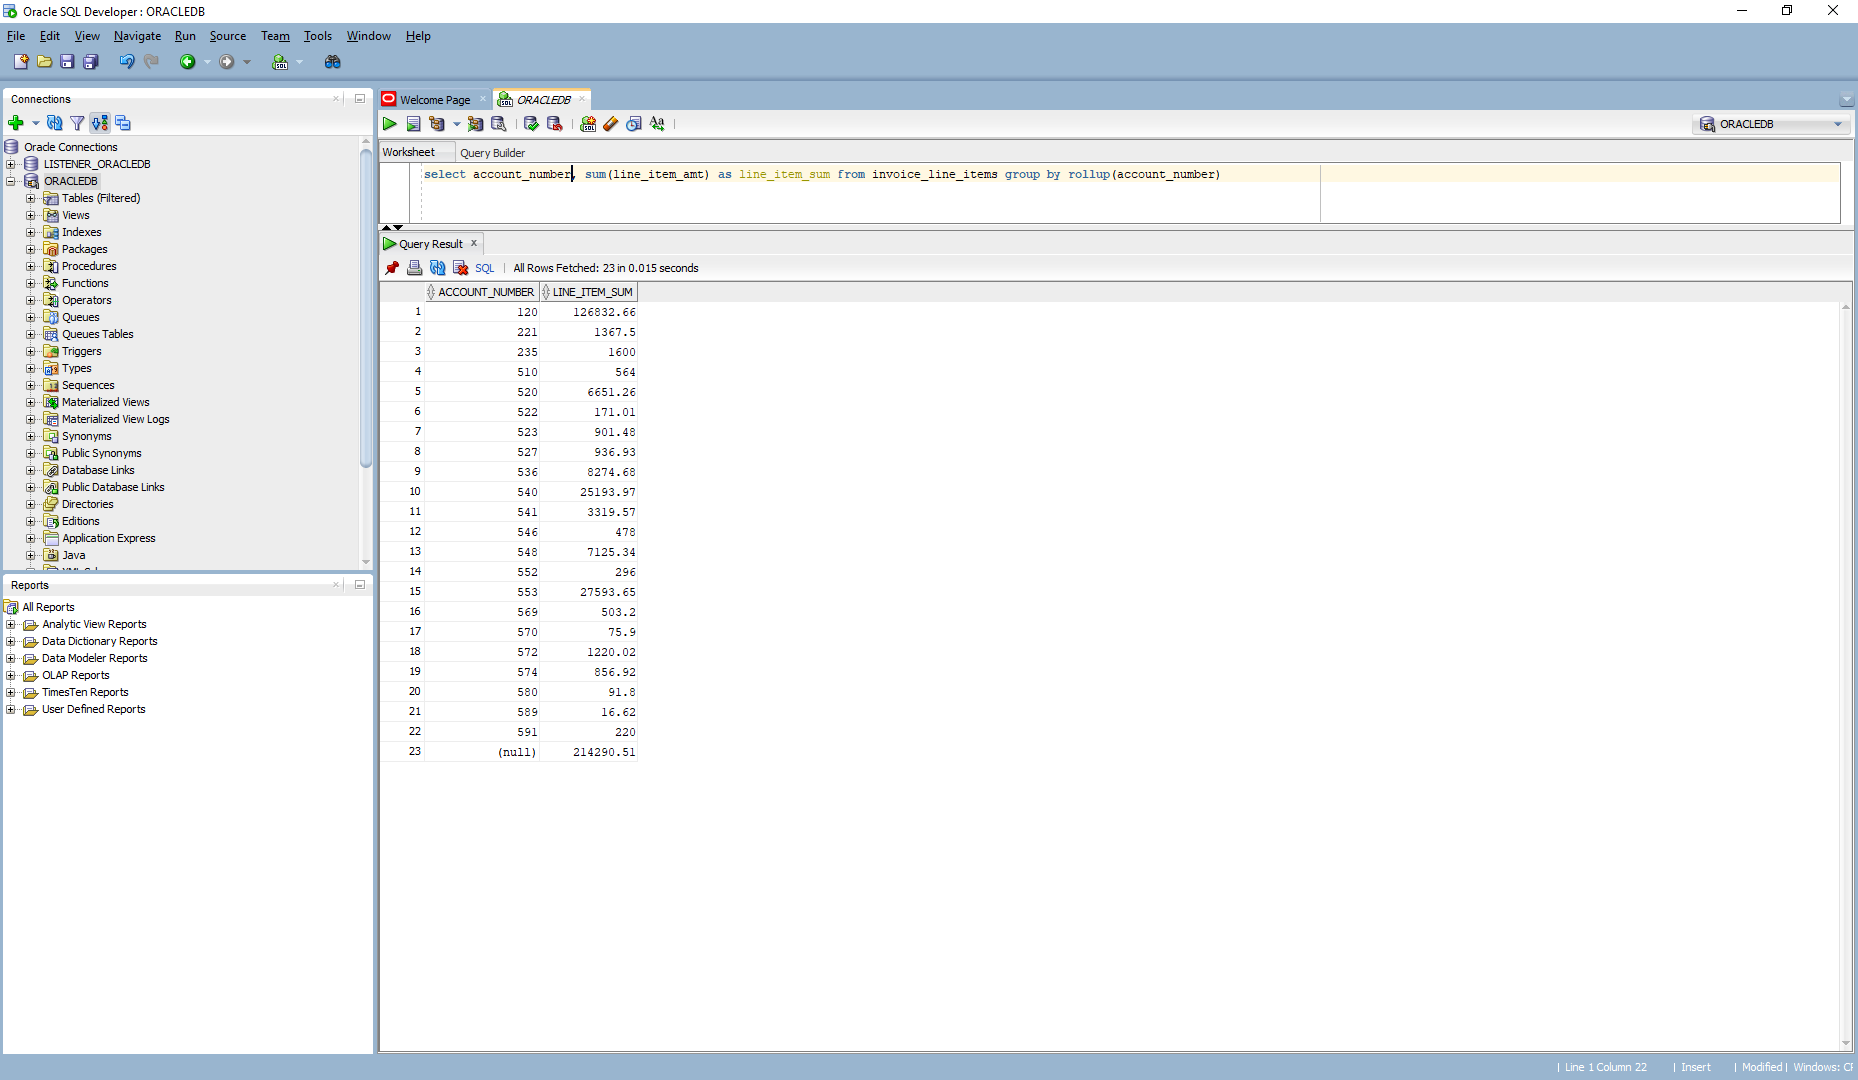 Oracle SQL Developer : ORACLEDB
File Edit View Navigate Run Source Team Tools Window Help
Connections
Oracle Connections
LISTENER_ORACLEDB
ORACLEDB
Tables (Filtered)
Views
Indexes
Packages
Procedures
Functions
Operators
Queues
Queues Tables
Triggers
Types
Sequences
Materialized Views
Materialized View Logs
Synonyms
Public Synonyms
Database Links
Public Database Links
Directories
Editions
Application Express
Java
Reports
All Reports
Analytic View Reports
Data Dictionary Reports
Data Modeler Reports
OLAP Reports
TimesTen Reports
User Defined Reports
Welcome Page ORACLEDB
ORACLEDB
Worksheet Query Builder
select account_number, sum(line_item_amt) as line_item_sum from invoice_line_items group by rollup(account_number)
Query Result
SQL | All Rows Fetched: 23 in 0.015 seconds
ACCOUNT_NUMBER LINE_ITEM_SUM
1 120 126832.66
2 221 1367.5
3 235 1600
4 510 564
5 520 6651.26
6 522 171.01
7 523 901.48
8 527 936.93
9 536 8274.68
10 540 25193.97
11 541 3319.57
12 546 478
13 548 7125.34
14 552 296
15 553 27593.65
16 569 503.2
17 570 75.9
18 572 1220.02
19 574 856.92
20 580 91.8
21 589 16.62
22 591 220
23 (null) 214290.51
| Line 1 Column 22 | Insert | Modified | Windows: